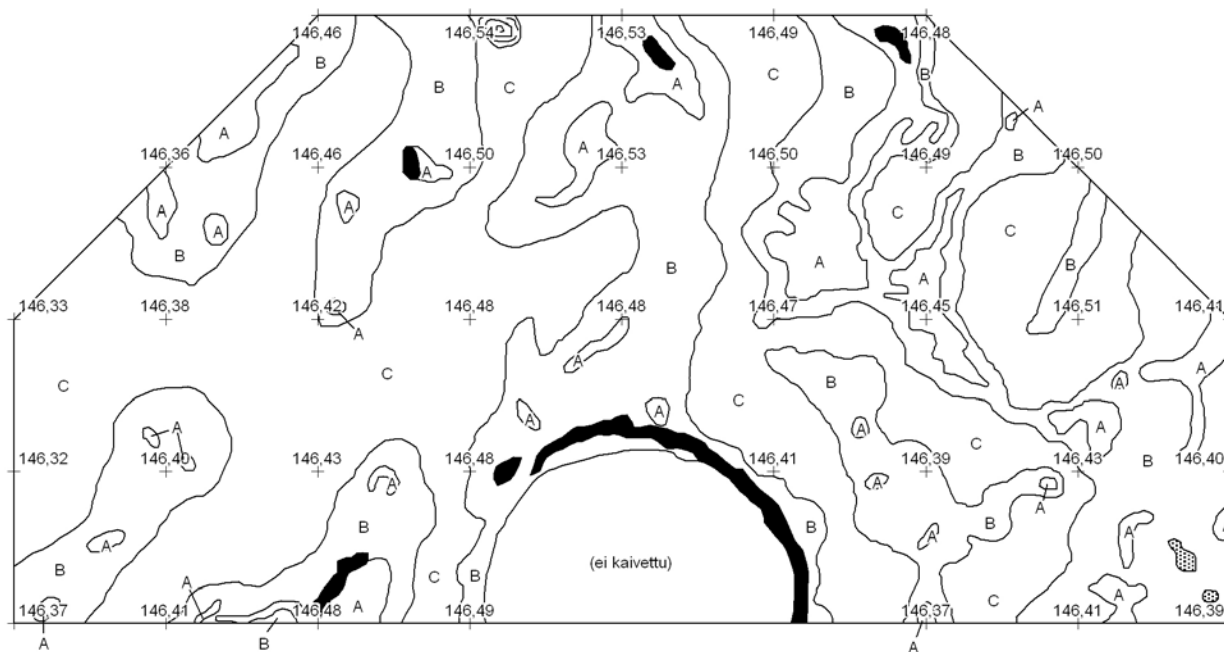 146,46 146,54 146,53 146,49 146,48
B C B
B C C A B B
A A
A A B
146,36 146,46 146,50 146,53 146,50 146,49 146,50
A
A A C
A C
B B A B
A
146,33 146,38 146,42 146,48 146,48 146,47 146,45 146,51 146,41
A A A
C C B A
C
A A A
A A C A
146,32 146,40 146,43 146,48 146,41 146,39 146,43 146,40
B
A A A
B B B A
A A A
B C B (ei kaivettu)
A A C A
146,37 146,41 146,48 146,49 146,37 146,41 146,39
A B A